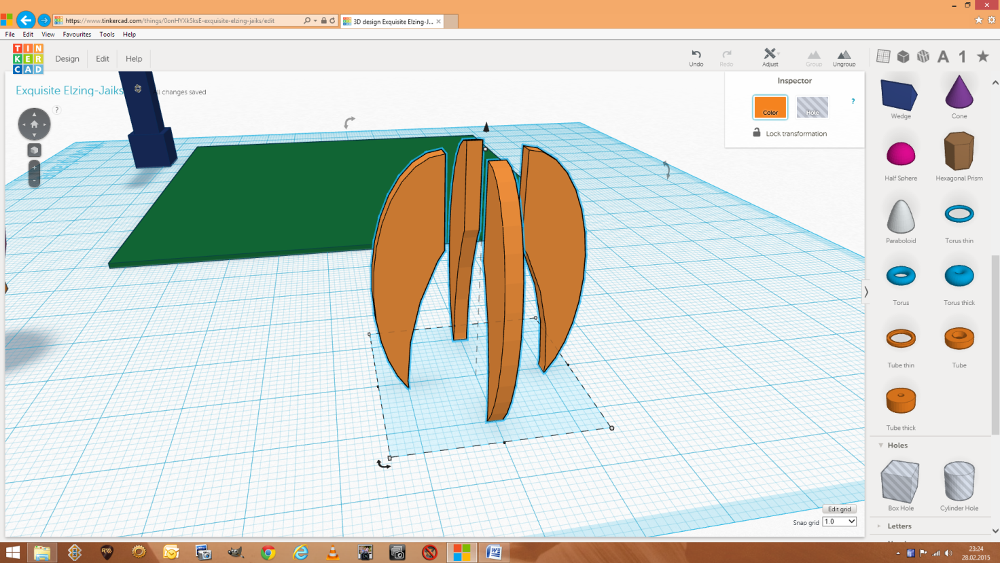 https://www.tinkercad.com/things/0onHYXk5ksE-exquisite-elzing-jaiks/edit
3D design Exquisite Elzing-J...
File Edit View Favourites Tools Help
TIN
KER
CAD
Design Edit Help
Undo Redo Adjust Group Ungroup
Exquisite Elzing-Jaiks
ll changes saved
Inspector
Color
Hole
?
Lock transformation
?
Wedge
Cone
Half Sphere
Hexagonal Prism
Paraboloid
Torus thin
Torus
Torus thick
Tube thin
Tube
Tube thick
Holes
Box Hole
Cylinder Hole
Edit grid
Snap grid 1.0
Letters
23:24
28.02.2015